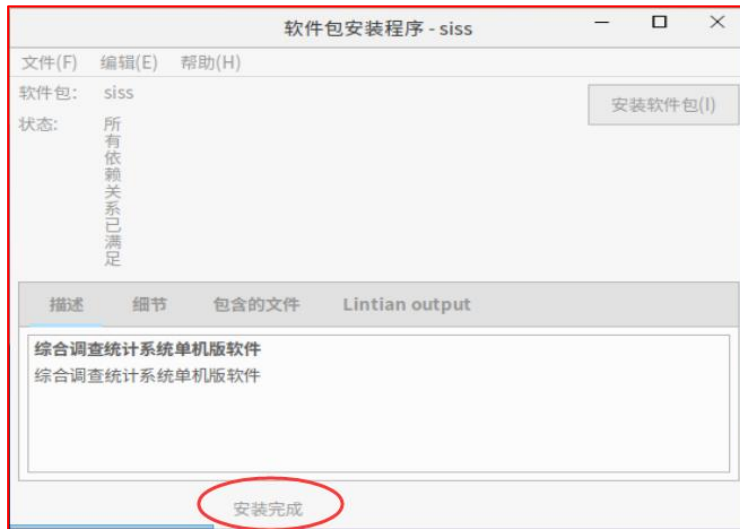 软件包安装程序 - siss
文件(F) 编辑(E) 帮助(H)
软件包: siss
安装软件包(I)
状态: 所有依赖关系已满足
描述 细节 包含的文件 Lintian output
综合调查统计系统单机版软件
综合调查统计系统单机版软件
安装完成